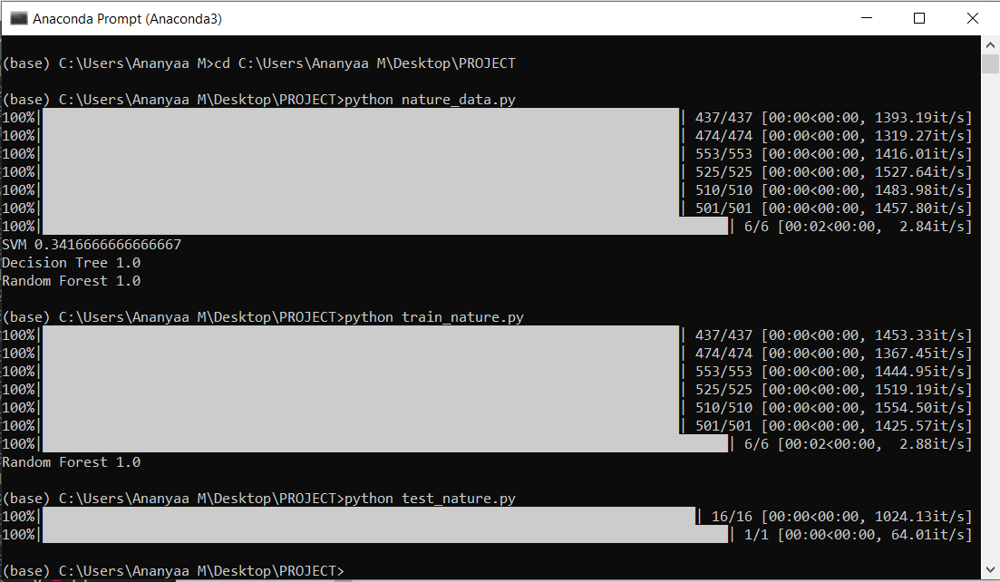 Anaconda Prompt (Anaconda3)
(base) C:\Users\Ananyaa M>cd C:\Users\Ananyaa M\Desktop\PROJECT
(base) C:\Users\Ananyaa M\Desktop\PROJECT>python nature_data.py
100%| | 437/437 [00:00<00:00, 1393.19it/s]
100%| | 474/474 [00:00<00:00, 1319.27it/s]
100%| | 553/553 [00:00<00:00, 1416.01it/s]
100%| | 525/525 [00:00<00:00, 1527.64it/s]
100%| | 510/510 [00:00<00:00, 1483.98it/s]
100%| | 501/501 [00:00<00:00, 1457.80it/s]
100%| | 6/6 [00:02<00:00, 2.84it/s]
SVM 0.3416666666666667
Decision Tree 1.0
Random Forest 1.0
(base) C:\Users\Ananyaa M\Desktop\PROJECT>python train_nature.py
100%| | 437/437 [00:00<00:00, 1453.33it/s]
100%| | 474/474 [00:00<00:00, 1367.45it/s]
100%| | 553/553 [00:00<00:00, 1444.95it/s]
100%| | 525/525 [00:00<00:00, 1519.19it/s]
100%| | 510/510 [00:00<00:00, 1554.50it/s]
100%| | 501/501 [00:00<00:00, 1425.57it/s]
100%| | 6/6 [00:02<00:00, 2.88it/s]
Random Forest 1.0
(base) C:\Users\Ananyaa M\Desktop\PROJECT>python test_nature.py
100%| | 16/16 [00:00<00:00, 1024.13it/s]
100%| | 1/1 [00:00<00:00, 64.01it/s]
(base) C:\Users\Ananyaa M\Desktop\PROJECT>